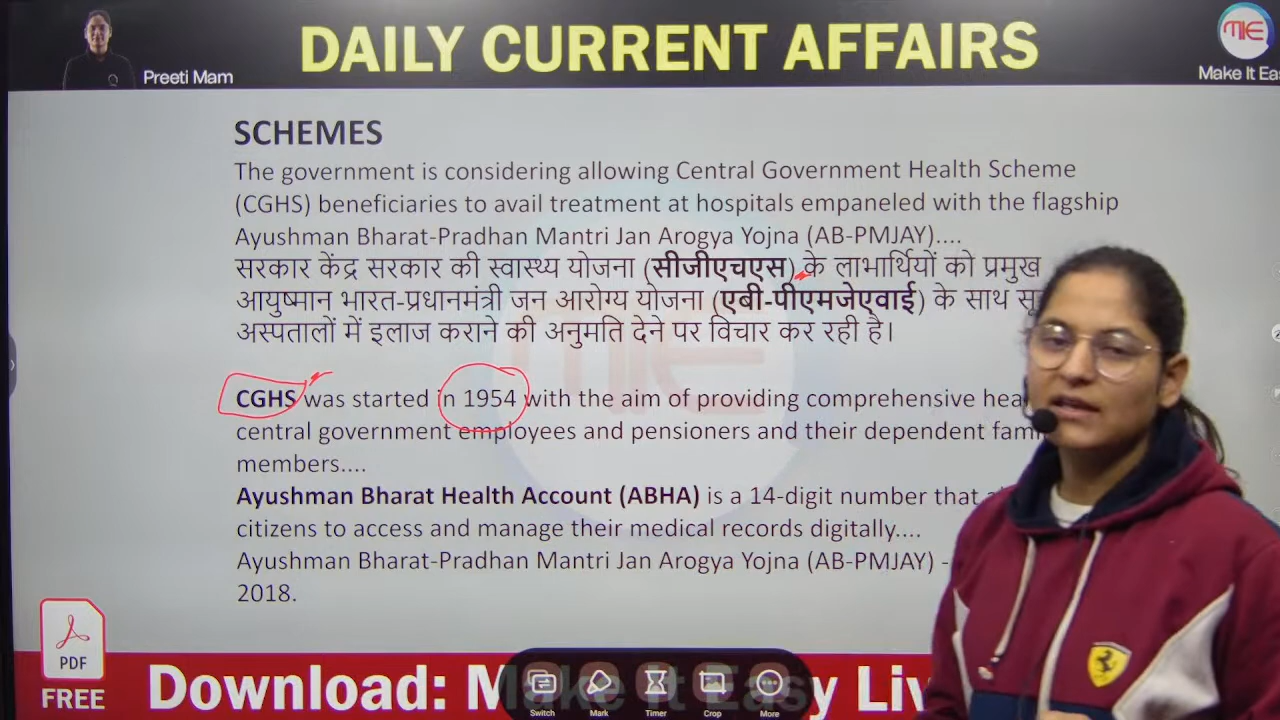 DAILY CURRENT AFFAIRS
Preeti Mam
Make It Eas
SCHEMES
The government is considering allowing Central Government Health Scheme
(CGHS) beneficiaries to avail treatment at hospitals empaneled with the flagship
Ayushman Bharat-Pradhan Mantri Jan Arogya Yojna (AB-PMJAY)....
सरकार केंद्र सरकार की स्वास्थ्य योजना (सीजीएचएस) के लाभार्थियों को प्रमुख
आयुष्मान भारत-प्रधानमंत्री जन आरोग्य योजना (एबी-पीएमजेएवाई) के साथ
अस्पतालों में इलाज कराने की अनुमति देने पर विचार कर रही है।
CGHS was started in 1954 with the aim of providing comprehensive
central government employees and pensioners and their dependent
members....
Ayushman Bharat Health Account (ABHA) is a 14-digit number that
citizens to access and manage their medical records digitally....
Ayushman Bharat-Pradhan Mantri Jan Arogya Yojna (AB-PMJAY) -
2018.
PDF
FREE
Download: Make It Easy Liv
Switch
Mark
Timer
Crop
More